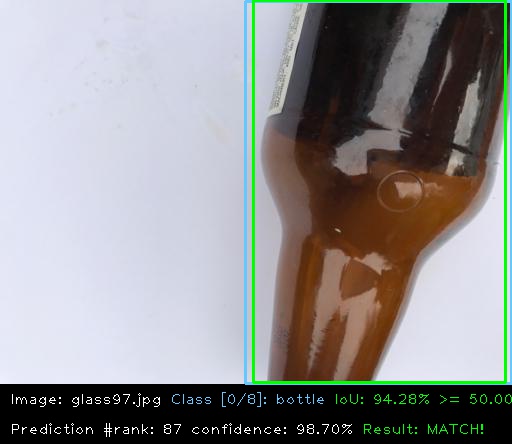 Image: glass97.jpg Class [0/8]: bottle IoU: 94.28% >= 50.00
Prediction #rank: 87 confidence: 98.70% Result: MATCH!